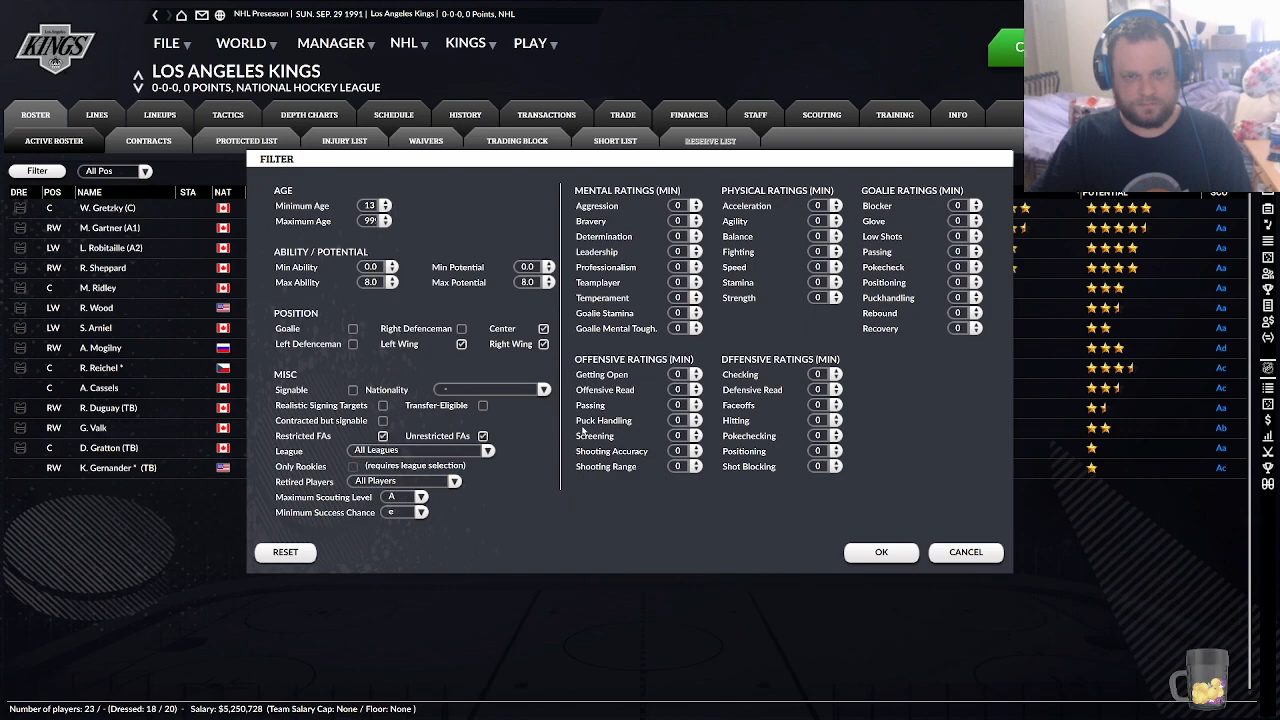 NHL Preseason | SUN. SEP. 29 1991 | Los Angeles Kings | 0-0-0, 0 Points, NHL
Los Angeles
KINGS
FILE WORLD MANAGER NHL KINGS PLAY
LOS ANGELES KINGS
0-0-0, 0 POINTS, NATIONAL HOCKEY LEAGUE
ROSTER LINES LINEUPS TACTICS DEPTH CHARTS SCHEDULE HISTORY TRANSACTIONS TRADE FINANCES STAFF SCOUTING TRAINING INFO
ACTIVE ROSTER CONTRACTS PROTECTED LIST INJURY LIST WAIVERS TRADING BLOCK SHORT LIST RESERVE LIST
Filter All Pos
DRE POS NAME STA NAT POTENTIAL SCO
C W. Gretzky (C) Aa
RW M. Gartner (A1) Aa
LW L. Robitaille (A2) Aa
RW R. Sheppard Aa
C M. Ridley Aa
LW R. Wood Aa
LW S. Arniel Aa
RW A. Mogilny Ad
C R. Reichel * Ac
C A. Cassels Aa
RW R. Duguay (TB) Aa
RW G. Valk Ab
C D. Gratton (TB) Aa
RW K. Gernander * (TB) Ac
FILTER
AGE
Minimum Age 13
Maximum Age 99
ABILITY / POTENTIAL
Min Ability 0.0 Min Potential 0.0
Max Ability 8.0 Max Potential 8.0
POSITION
Goalie Right Defenceman Center
Left Defenceman Left Wing Right Wing
MISC
Signable Nationality -
Realistic Signing Targets Transfer-Eligible
Contracted but signable
Restricted FAs Unrestricted FAs
League All Leagues
Only Rookies (requires league selection)
Retired Players All Players
Maximum Scouting Level A
Minimum Success Chance e
MENTAL RATINGS (MIN)
Aggression 0
Bravery 0
Determination 0
Leadership 0
Professionalism 0
Teamplayer 0
Temperament 0
Goalie Stamina 0
Goalie Mental Tough. 0
PHYSICAL RATINGS (MIN)
Acceleration 0
Agility 0
Balance 0
Fighting 0
Speed 0
Stamina 0
Strength 0
GOALIE RATINGS (MIN)
Blocker 0
Glove 0
Low Shots 0
Passing 0
Pokecheck 0
Positioning 0
Puckhandling 0
Rebound 0
Recovery 0
OFFENSIVE RATINGS (MIN)
Getting Open 0
Offensive Read 0
Passing 0
Puck Handling 0
Screening 0
Shooting Accuracy 0
Shooting Range 0
DFFENSIVE RATINGS (MIN)
Checking 0
Defensive Read 0
Faceoffs 0
Hitting 0
Pokechecking 0
Positioning 0
Shot Blocking 0
RESET OK CANCEL
Number of players: 23 / - (Dressed: 18 / 20) - Salary: $5,250,728 (Team Salary Cap: None / Floor: None )